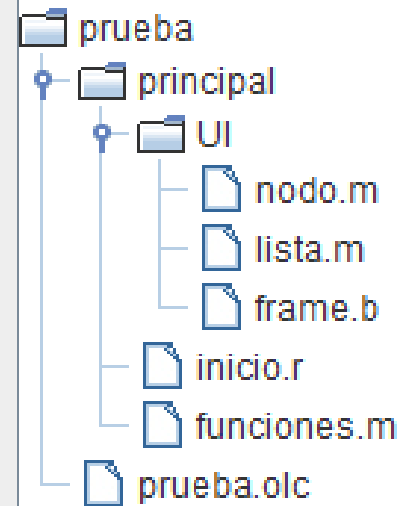 prueba
principal
UI
nodo.m
lista.m
frame.b
inicio.r
funciones.m
prueba.olc